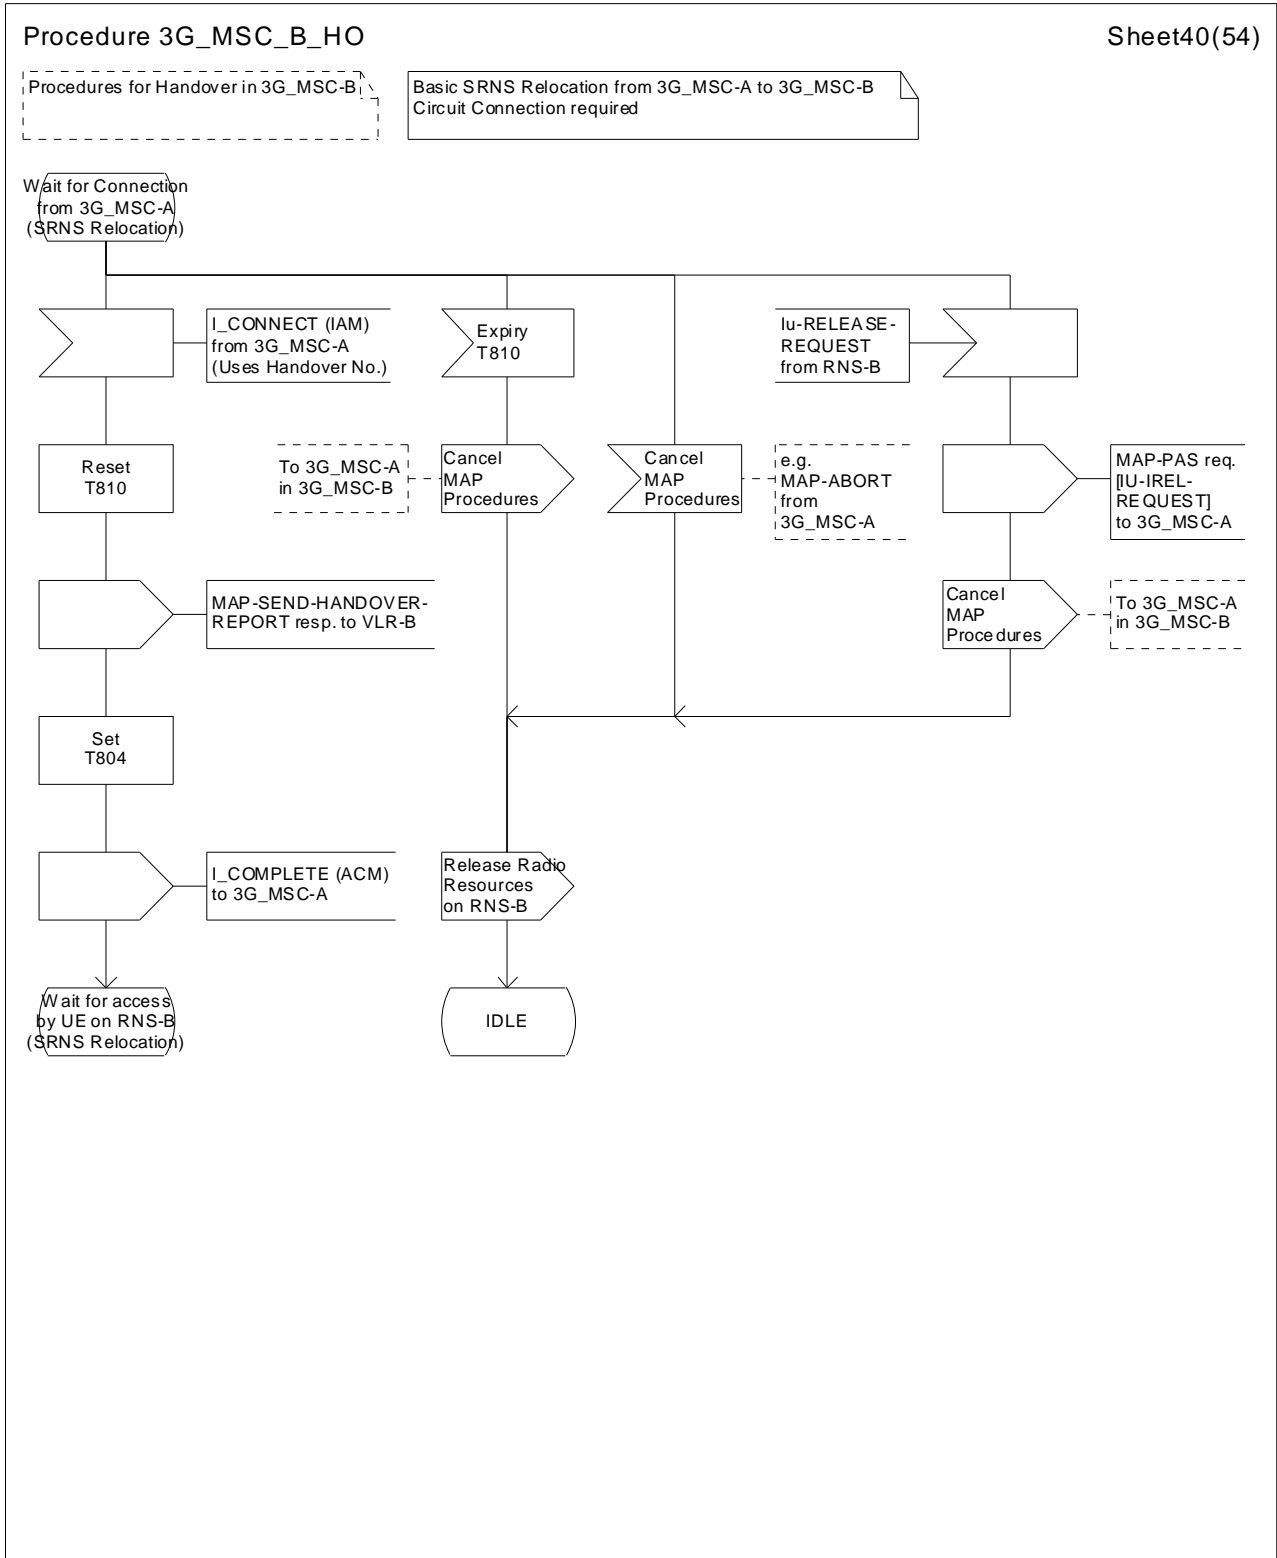 Procedure 3G_MSC_B_HO
Sheet40(54)
Procedures for Handover in 3G_MSC-B
Basic SRNS Relocation from 3G_MSC-A to 3G_MSC-B
Circuit Connection required
Wait for Connection
from 3G_MSC-A
(SRNS Relocation)
I_CONNECT (IAM)
from 3G_MSC-A
(Uses Handover No.)
Expiry
T810
Iu-RELEASE-
REQUEST
from RNS-B
Reset
T810
To 3G_MSC-A
in 3G_MSC-B
Cancel
MAP
Procedures
Cancel
MAP
Procedures
e.g.
MAP-ABORT
from
3G_MSC-A
MAP-PAS req.
[IU-IREL-
REQUEST]
to 3G_MSC-A
MAP-SEND-HANDOVER-
REPORT resp. to VLR-B
Cancel
MAP
Procedures
To 3G_MSC-A
in 3G_MSC-B
Set
T804
I_COMPLETE (ACM)
to 3G_MSC-A
Release Radio
Resources
on RNS-B
Wait for access
by UE on RNS-B
(SRNS Relocation)
IDLE